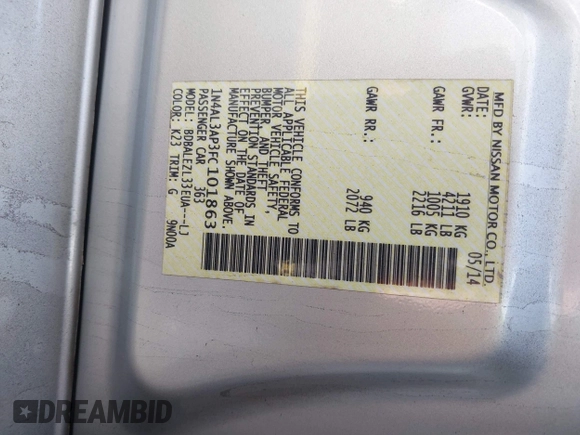 MFD BY NISSAN MOTOR CO., LTD.
DATE: 05/14
GVWR: 1910 KG
4211 LB
GAWR FR.: 1005 KG
2216 LB
GAWR RR.: 940 KG
2072 LB
THIS VEHICLE CONFORMS TO
ALL APPLICABLE FEDERAL
MOTOR VEHICLE SAFETY,
BUMPER, AND THEFT
PREVENTION STANDARDS IN
EFFECT ON THE DATE OF
MANUFACTURE SHOWN ABOVE.
1N4AL3AP3FC101863
PASSENGER CAR 363
MODEL: BDBALEZL33EUA---LJ
COLOR: K23 TRIM: G 9N00A
DREAMBID